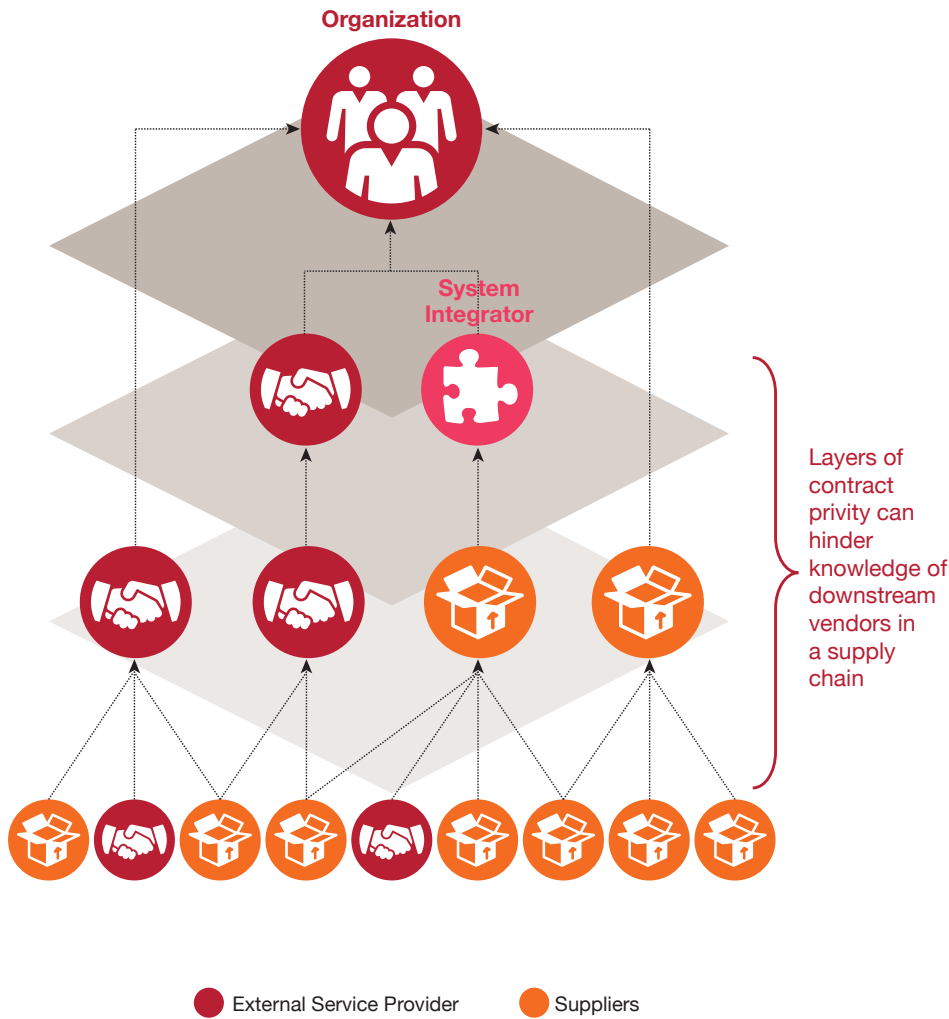 Organization
System
Integrator
Layers of
contract
privity can
hinder
knowledge of
downstream
vendors in
a supply
chain
External Service Provider
Suppliers